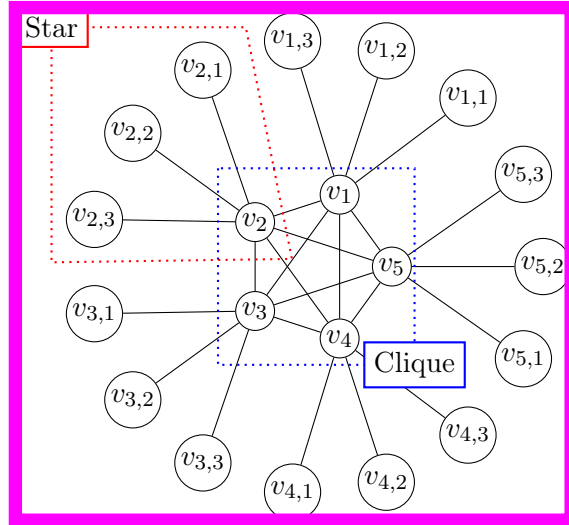 Star
v1,3
v1,2
v2,1
v1,1
v2,2
v5,3
v1
v2,3
v2
v5
v5,2
v3,1
v3
v4
v5,1
Clique
v3,2
v4,3
v3,3
v4,1
v4,2